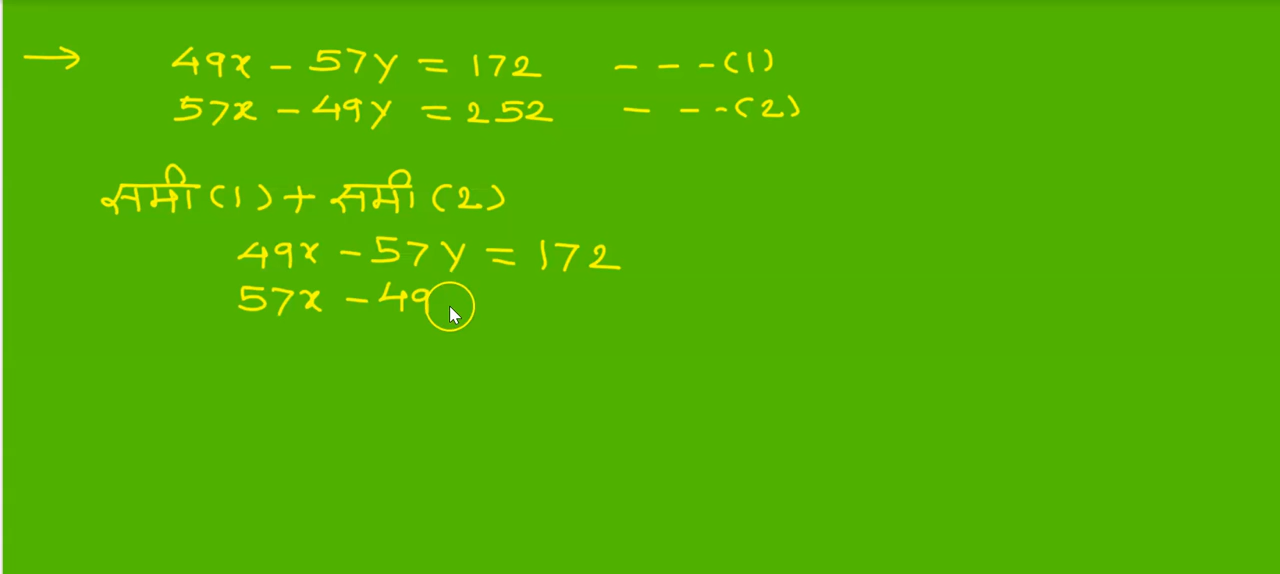 → 49x - 57y = 172 - - - (1)
57x - 49y = 252 - - - (2)
समी (1) + समी (2)
49x - 57y = 172
57x - 49